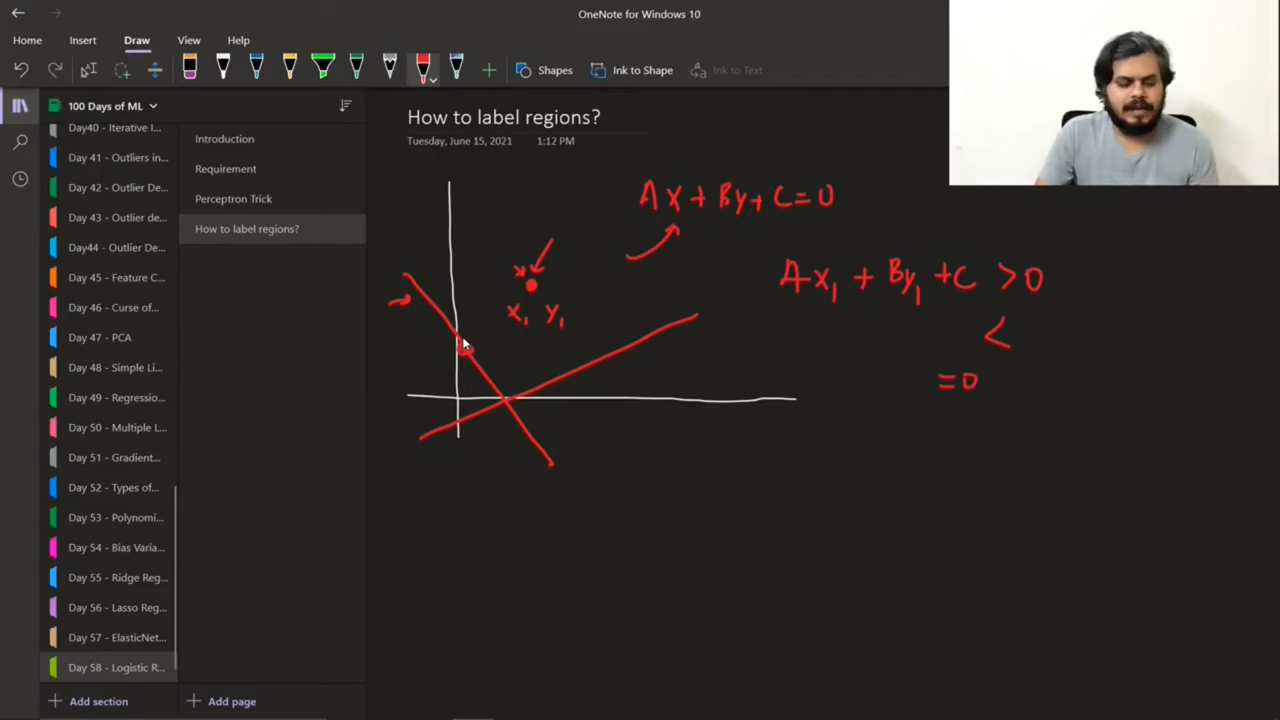 OneNote for Windows 10
Home Insert Draw View Help
Shapes Ink to Shape Ink to Text
100 Days of ML
Day40 - Iterative I...
Day 41 - Outliers in...
Day 42 - Outlier De...
Day 43 - Outlier de...
Day44 - Outlier De...
Day 45 - Feature C...
Day 46 - Curse of...
Day 47 - PCA
Day 48 - Simple Li...
Day 49 - Regressio...
Day 50 - Multiple L...
Day 51 - Gradient...
Day 52 - Types of...
Day 53 - Polynomi...
Day 54 - Bias Varia...
Day 55 - Ridge Reg...
Day 56 - Lasso Reg...
Day 57 - ElasticNet...
Day 58 - Logistic R...
Add section
Introduction
Requirement
Perceptron Trick
How to label regions?
Add page
How to label regions?
Tuesday, June 15, 2021 1:12 PM
Ax + By + C = 0
x₁ y₁
Ax₁ + By₁ + C > 0
<
= 0